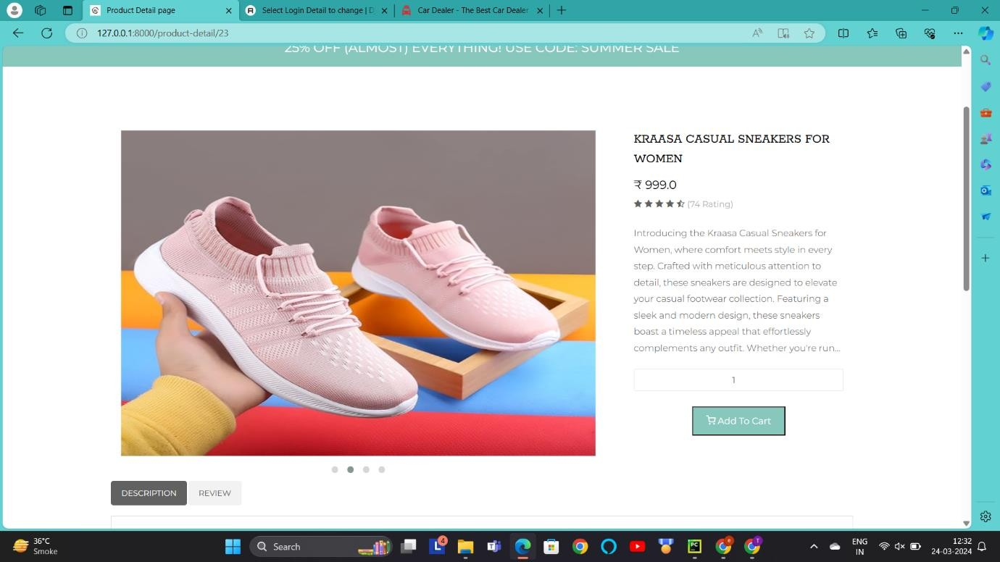 Product Detail page
Select Login Detail to change | D
Car Dealer - The Best Car Dealer
127.0.0.1:8000/product-detail/23
25% OFF (ALMOST) EVERYTHING! USE CODE: SUMMER SALE
KRAASA CASUAL SNEAKERS FOR
WOMEN
₹ 999.0
(74 Rating)
Introducing the Kraasa Casual Sneakers for
Women, where comfort meets style in every
step. Crafted with meticulous attention to
detail, these sneakers are designed to elevate
your casual footwear collection. Featuring a
sleek and modern design, these sneakers
boast a timeless appeal that effortlessly
complements any outfit. Whether you're run...
1
Add To Cart
DESCRIPTION
REVIEW
36°C
Smoke
Search
4
ENG
IN
12:32
24-03-2024